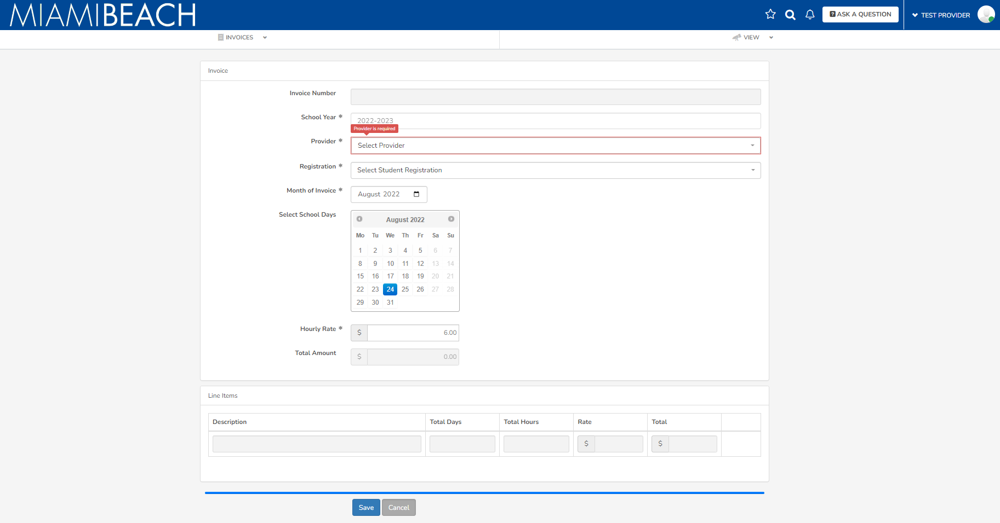 MIAMIBEACH
ASK A QUESTION
TEST PROVIDER
INVOICES
VIEW
Invoice
Invoice Number
School Year *
2022-2023
Provider is required
Provider *
Select Provider
Registration *
Select Student Registration
Month of Invoice *
August 2022
Select School Days
August 2022
Mo Tu We Th Fr Sa Su
1 2 3 4 5 6 7
8 9 10 11 12 13 14
15 16 17 18 19 20 21
22 23 24 25 26 27 28
29 30 31
Hourly Rate *
$ 6.00
Total Amount
$ 0.00
Line Items
Description Total Days Total Hours Rate Total
$ $
Save Cancel